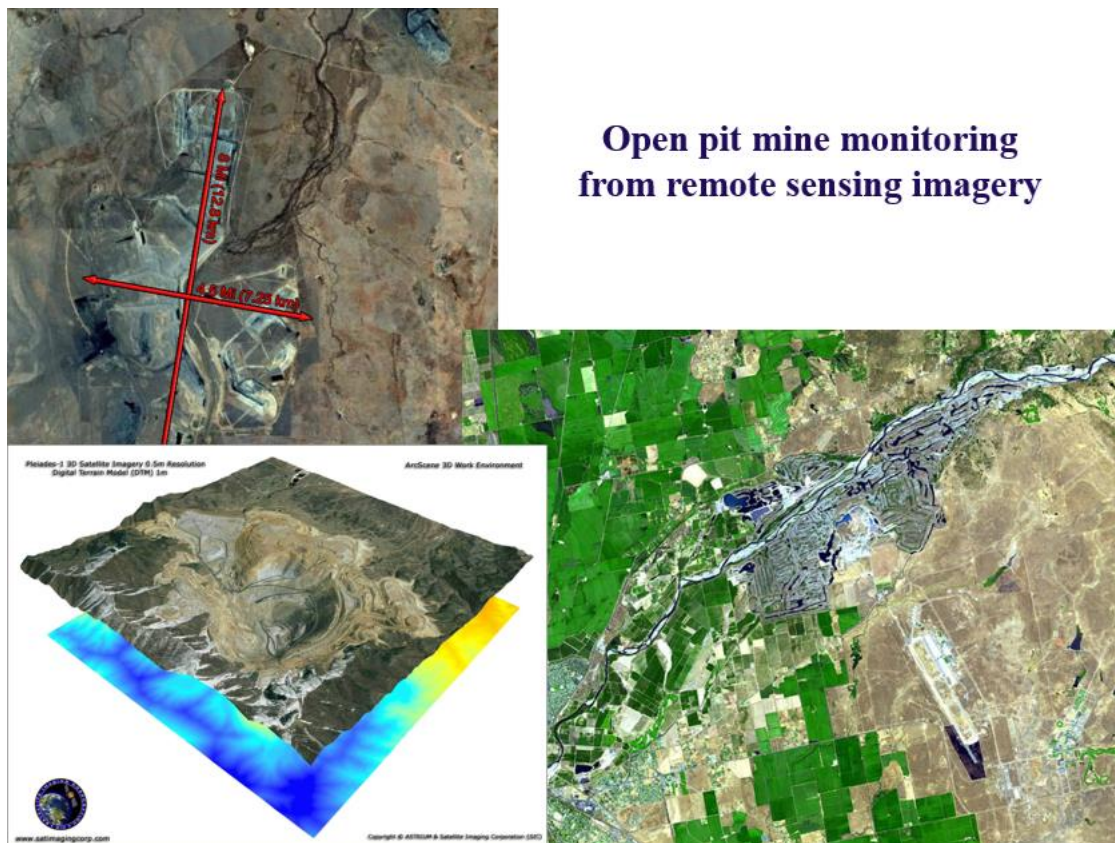 Open pit mine monitoring
from remote sensing imagery
8 Mi (12.8 km)
4.5 Mi (7.25 km)
Pleiades-1 3D Satellite Imagery 0.5m Resolution
Digital Terrain Model (DTM) 1m
ArcScene 3D Work Environment
www.satimagingcorp.com
Copyright © ASTRIUM & Satellite Imaging Corporation (SIC)